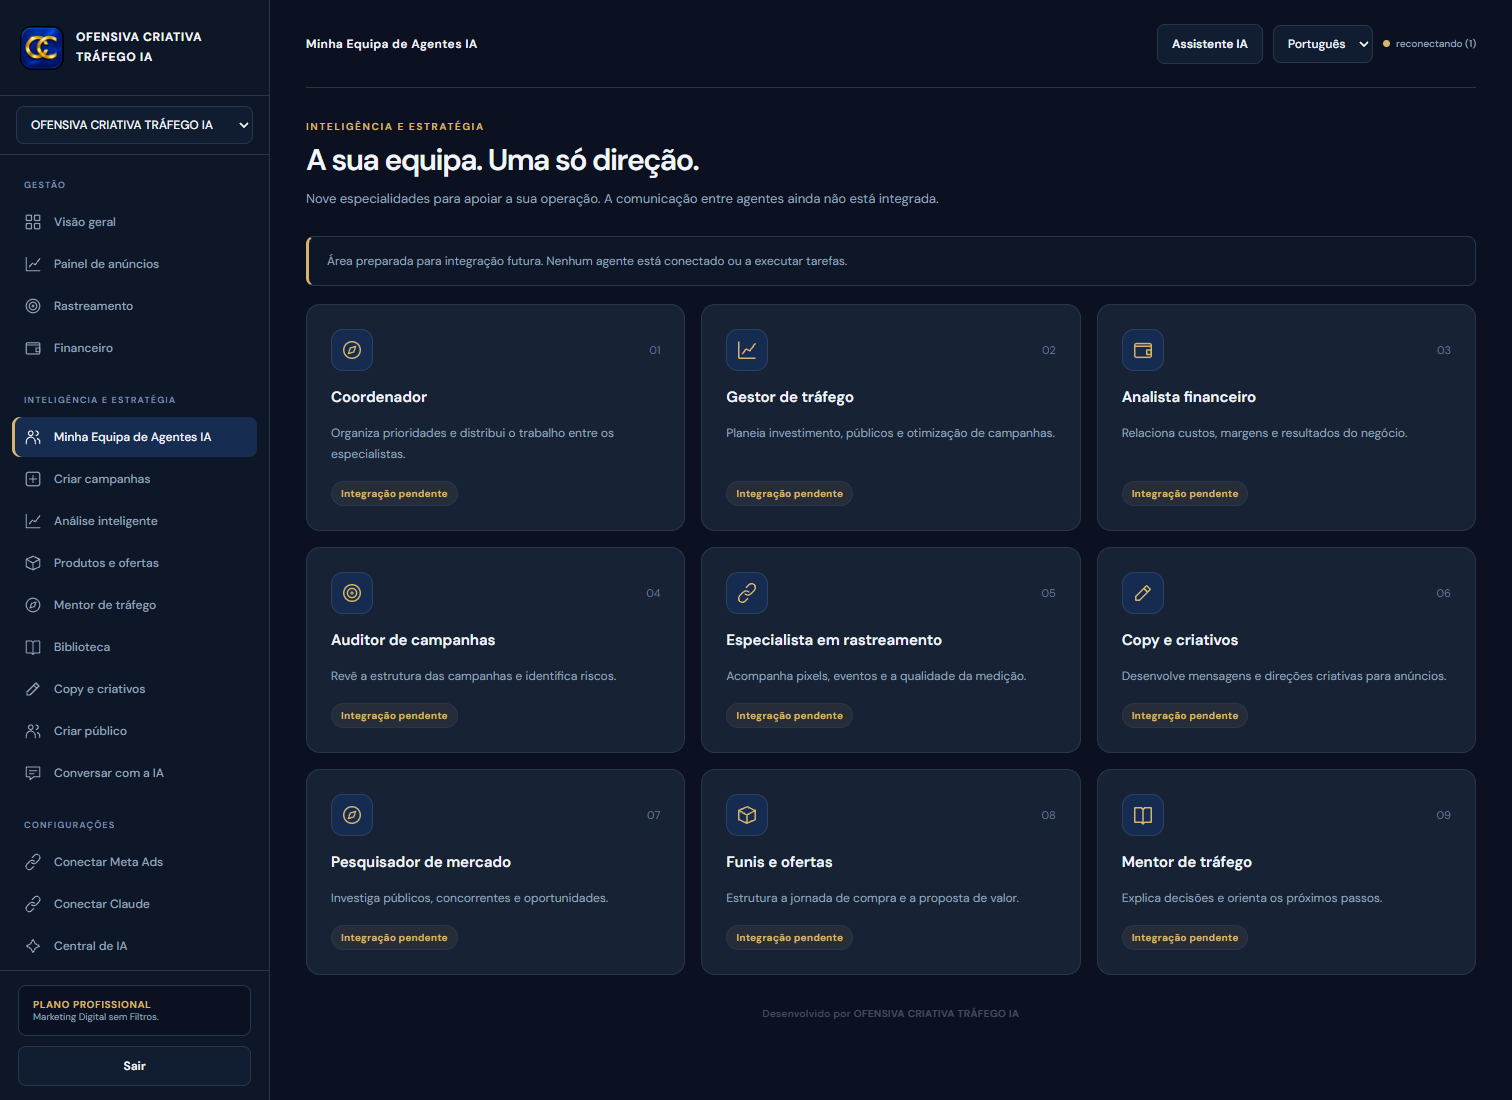 OFENSIVA CRIATIVA
TRÁFEGO IA
OFENSIVA CRIATIVA TRÁFEGO IA
GESTÃO
Visão geral
Painel de anúncios
Rastreamento
Financeiro
INTELIGÊNCIA E ESTRATÉGIA
Minha Equipa de Agentes IA
Criar campanhas
Análise inteligente
Produtos e ofertas
Mentor de tráfego
Biblioteca
Copy e criativos
Criar público
Conversar com a IA
CONFIGURAÇÕES
Conectar Meta Ads
Conectar Claude
Central de IA
PLANO PROFISSIONAL
Marketing Digital sem Filtros.
Sair
Minha Equipa de Agentes IA
Assistente IA
Português
reconectando (1)
INTELIGÊNCIA E ESTRATÉGIA
A sua equipa. Uma só direção.
Nove especialidades para apoiar a sua operação. A comunicação entre agentes ainda não está integrada.
Área preparada para integração futura. Nenhum agente está conectado ou a executar tarefas.
01
Coordenador
Organiza prioridades e distribui o trabalho entre os
especialistas.
Integração pendente
02
Gestor de tráfego
Planeia investimento, públicos e otimização de campanhas.
Integração pendente
03
Analista financeiro
Relaciona custos, margens e resultados do negócio.
Integração pendente
04
Auditor de campanhas
Revê a estrutura das campanhas e identifica riscos.
Integração pendente
05
Especialista em rastreamento
Acompanha pixels, eventos e a qualidade da medição.
Integração pendente
06
Copy e criativos
Desenvolve mensagens e direções criativas para anúncios.
Integração pendente
07
Pesquisador de mercado
Investiga públicos, concorrentes e oportunidades.
Integração pendente
08
Funis e ofertas
Estrutura a jornada de compra e a proposta de valor.
Integração pendente
09
Mentor de tráfego
Explica decisões e orienta os próximos passos.
Integração pendente
Desenvolvido por OFENSIVA CRIATIVA TRÁFEGO IA